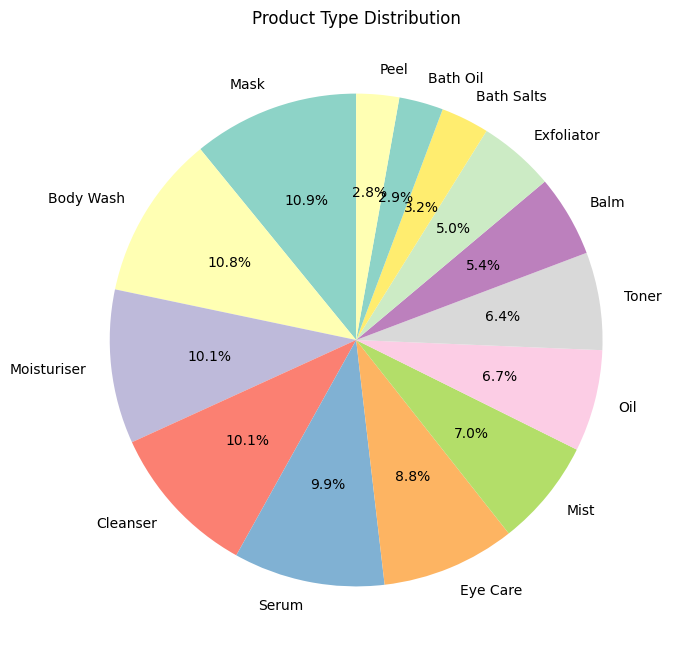 Product Type Distribution
Mask
10.9%
Body Wash
10.8%
Moisturiser
10.1%
Cleanser
10.1%
Serum
9.9%
Eye Care
8.8%
Mist
7.0%
Oil
6.7%
Toner
6.4%
Balm
5.4%
Exfoliator
5.0%
Bath Salts
3.2%
Bath Oil
2.9%
Peel
2.8%